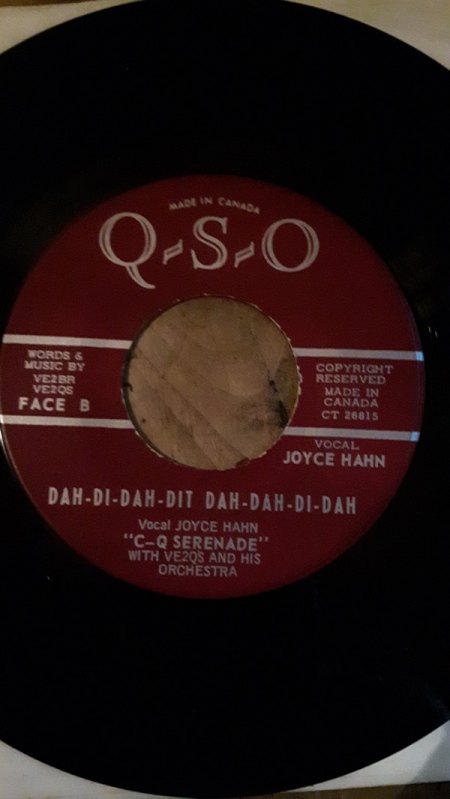 MADE IN CANADA
Q-S-O
WORDS &
MUSIC BY
VE2BR
VE2QS
FACE B
COPYRIGHT
RESERVED
MADE IN
CANADA
CT 26815
VOCAL
JOYCE HAHN
DAH-DI-DAH-DIT DAH-DAH-DI-DAH
Vocal JOYCE HAHN
"C-Q SERENADE"
WITH VE2QS AND HIS
ORCHESTRA